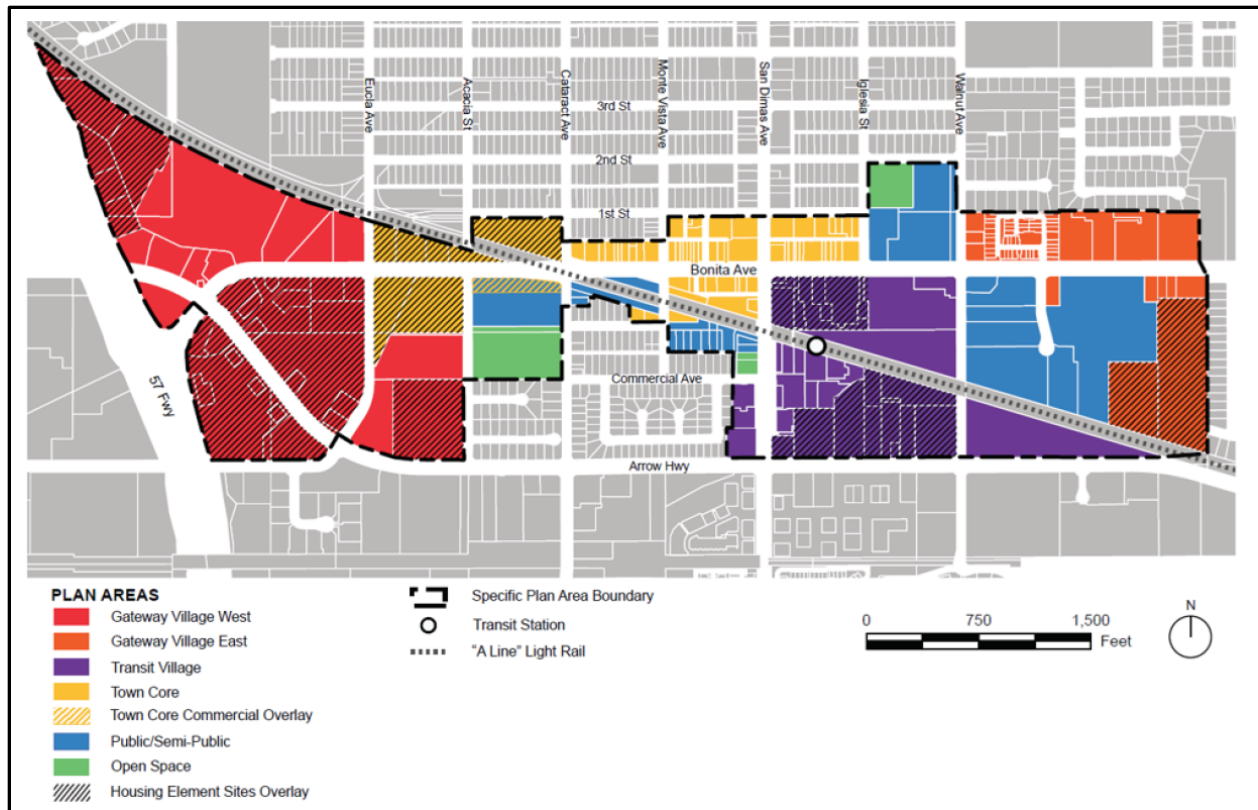 Eucla Ave
Acacia St
Cataract Ave
Monte Vista Ave
San Dimas Ave
Iglesia St
Walnut Ave
3rd St
2nd St
1st St
Bonita Ave
57 Fwy
Commercial Ave
Arrow Hwy
PLAN AREAS
Gateway Village West
Gateway Village East
Transit Village
Town Core
Town Core Commercial Overlay
Public/Semi-Public
Open Space
Housing Element Sites Overlay
Specific Plan Area Boundary
Transit Station
"A Line" Light Rail
0 750 1,500
Feet
N